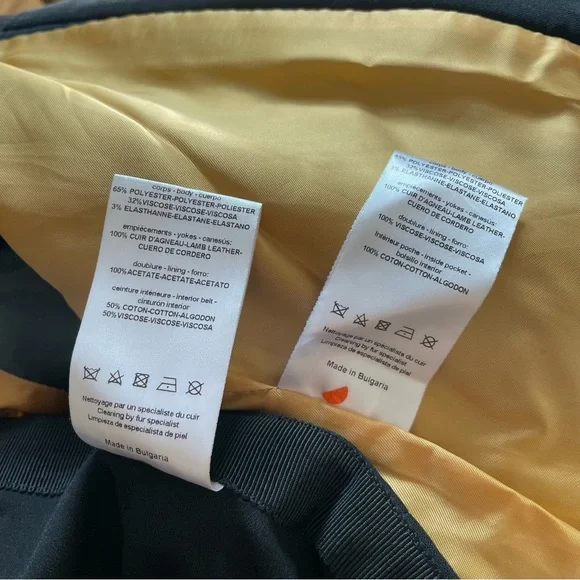 corps - body - cuerpo
65% POLYESTER-POLYESTER-POLIESTER
32% VISCOSE-VISCOSE-VISCOSA
3% ELASTHANNE-ELASTANE-ELASTANO
empiècements - yokes - canesús:
100% CUIR D'AGNEAU-LAMB LEATHER-
CUERO DE CORDERO
doublure - lining - forro:
100% ACETATE-ACETATE-ACETATO
ceinture intérieure - interior belt -
cinturón interior
50% COTON-COTTON-ALGODON
50% VISCOSE-VISCOSE-VISCOSA
Nettoyage par un specialiste du cuir
Cleaning by fur specialist
Limpieza de especialista de piel
Made in Bulgaria
65% POLYESTER-POLYESTER-POLIESTER
32% VISCOSE-VISCOSE-VISCOSA
3% ELASTHANNE-ELASTANE-ELASTANO
empiècements - yokes - canesús:
100% CUIR D'AGNEAU-LAMB LEATHER-
CUERO DE CORDERO
doublure - lining - forro:
100% VISCOSE-VISCOSE-VISCOSA
Intérieur poche - inside pocket -
bolsillo interior
100% COTON-COTTON-ALGODON
Nettoyage par un specialiste du cuir
Cleaning by fur specialist
Limpieza de especialista de piel
Made in Bulgaria